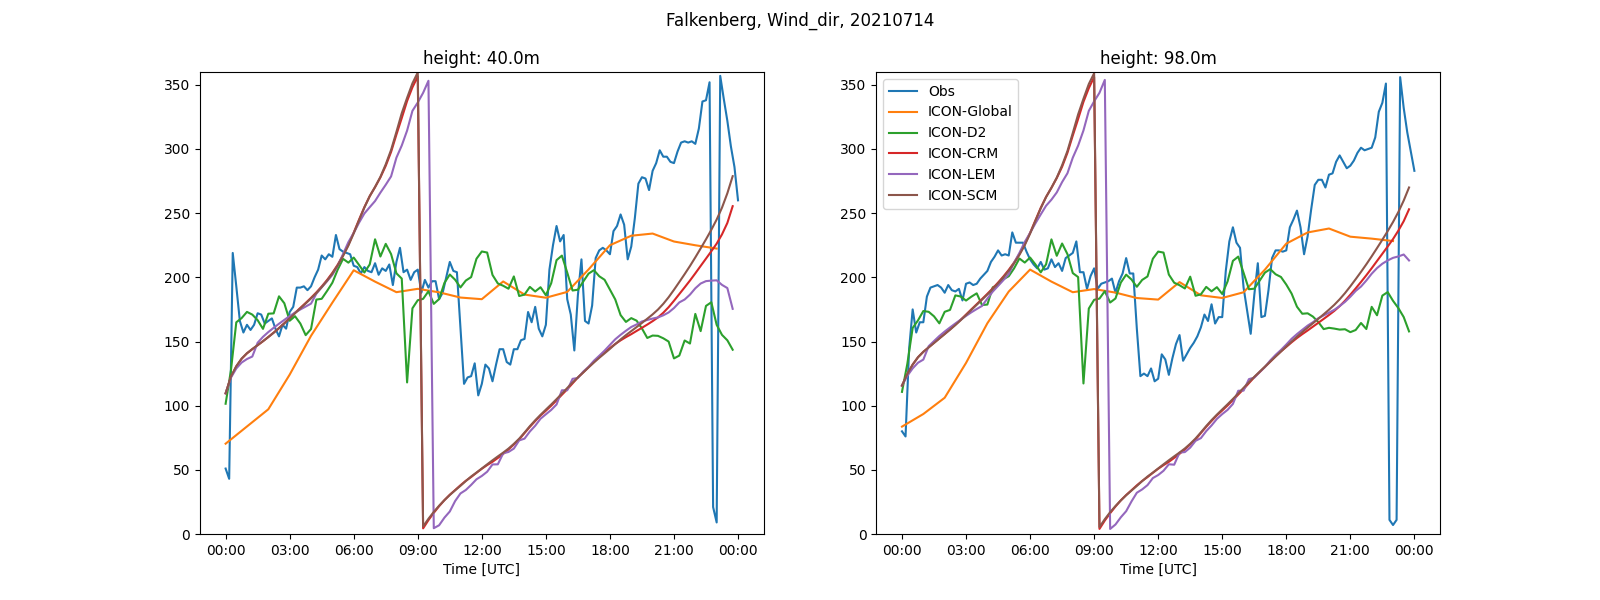 Falkenberg, Wind_dir, 20210714
height: 40.0m
350
300
250
200
150
100
50
0
00:00 03:00 06:00 09:00 12:00 15:00 18:00 21:00 00:00
Time [UTC]
height: 98.0m
Obs
ICON-Global
ICON-D2
ICON-CRM
ICON-LEM
ICON-SCM
350
300
250
200
150
100
50
0
00:00 03:00 06:00 09:00 12:00 15:00 18:00 21:00 00:00
Time [UTC]